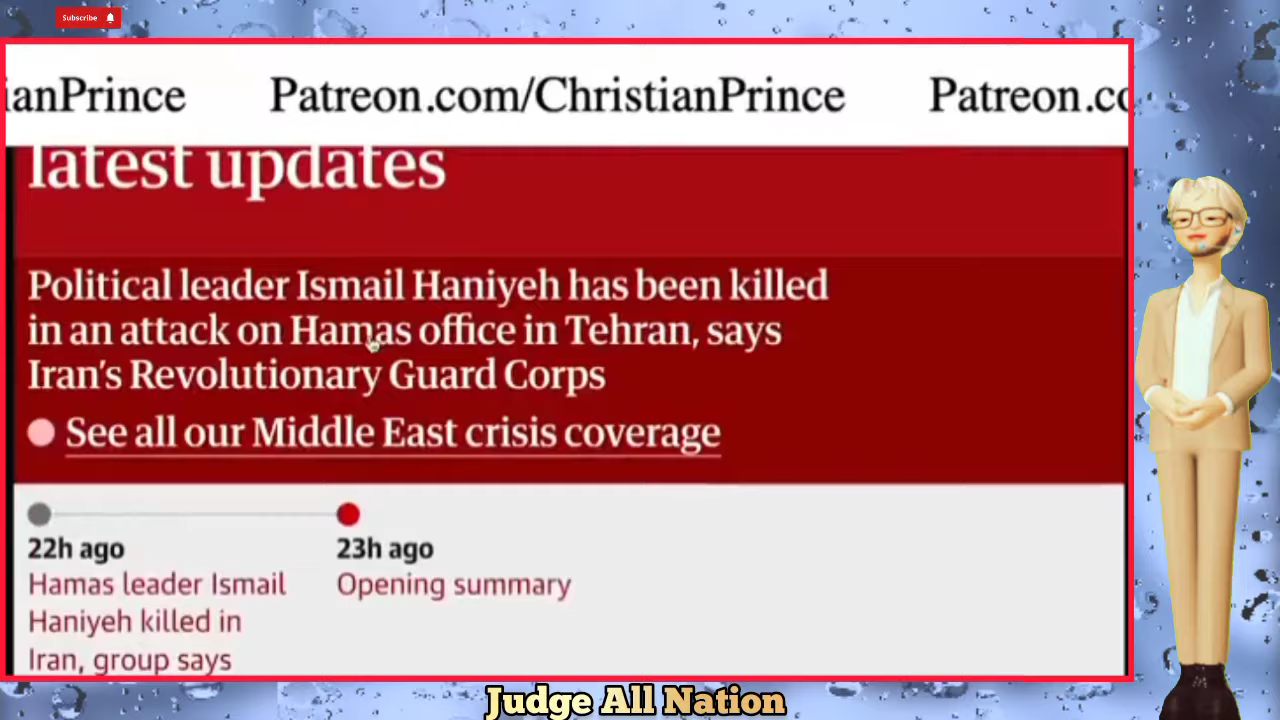 Subscribe
ianPrince Patreon.com/ChristianPrince Patreon.co
latest updates
Political leader Ismail Haniyeh has been killed
in an attack on Hamas office in Tehran, says
Iran's Revolutionary Guard Corps
See all our Middle East crisis coverage
22h ago
Hamas leader Ismail
Haniyeh killed in
Iran, group says
23h ago
Opening summary
Judge All Nation